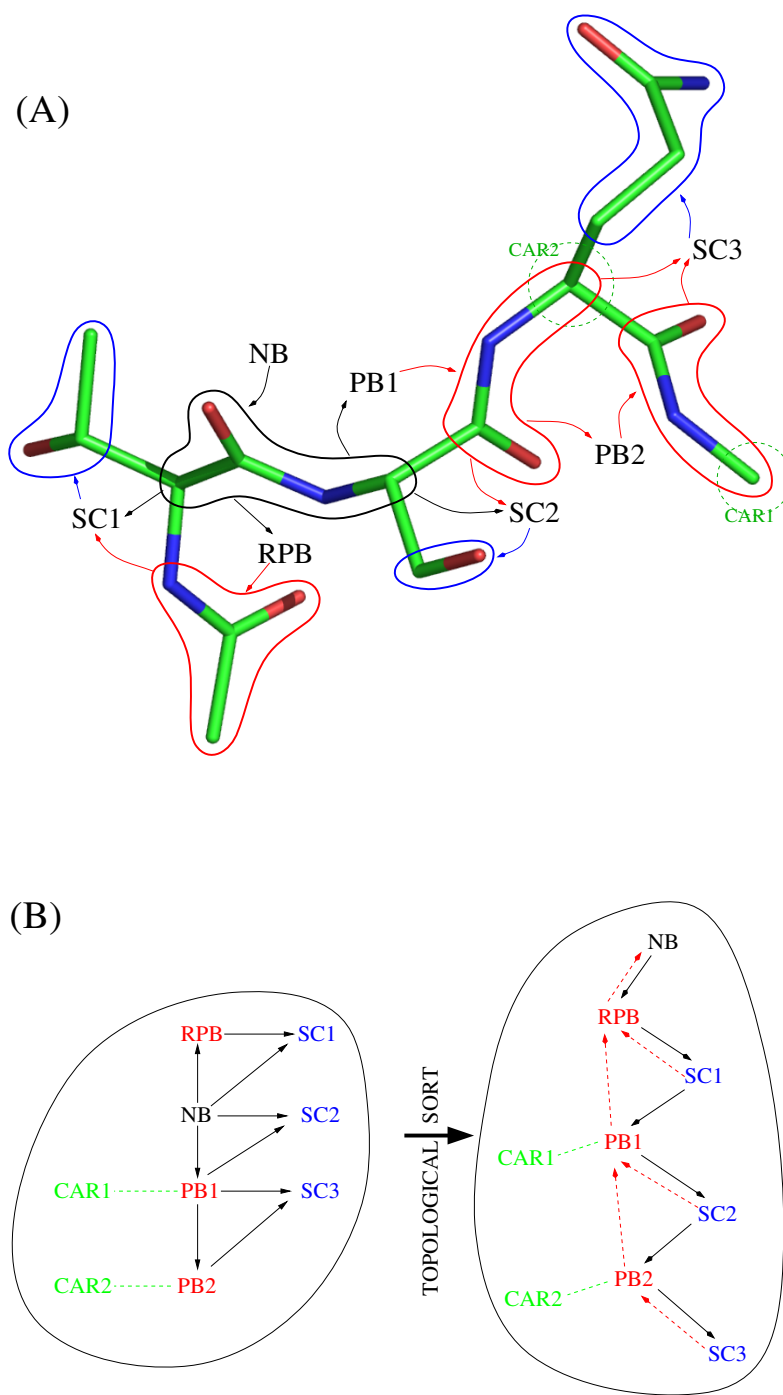 (A)
CAR2
SC3
NB
PB1
PB2
SC1
SC2
CAR1
RPB
(B)
NB
RPB
SC1
RPB
SC1
NB
SC2
TOPOLOGICAL SORT
CAR1
PB1
CAR1
PB1
SC3
SC2
CAR2
PB2
CAR2
PB2
SC3